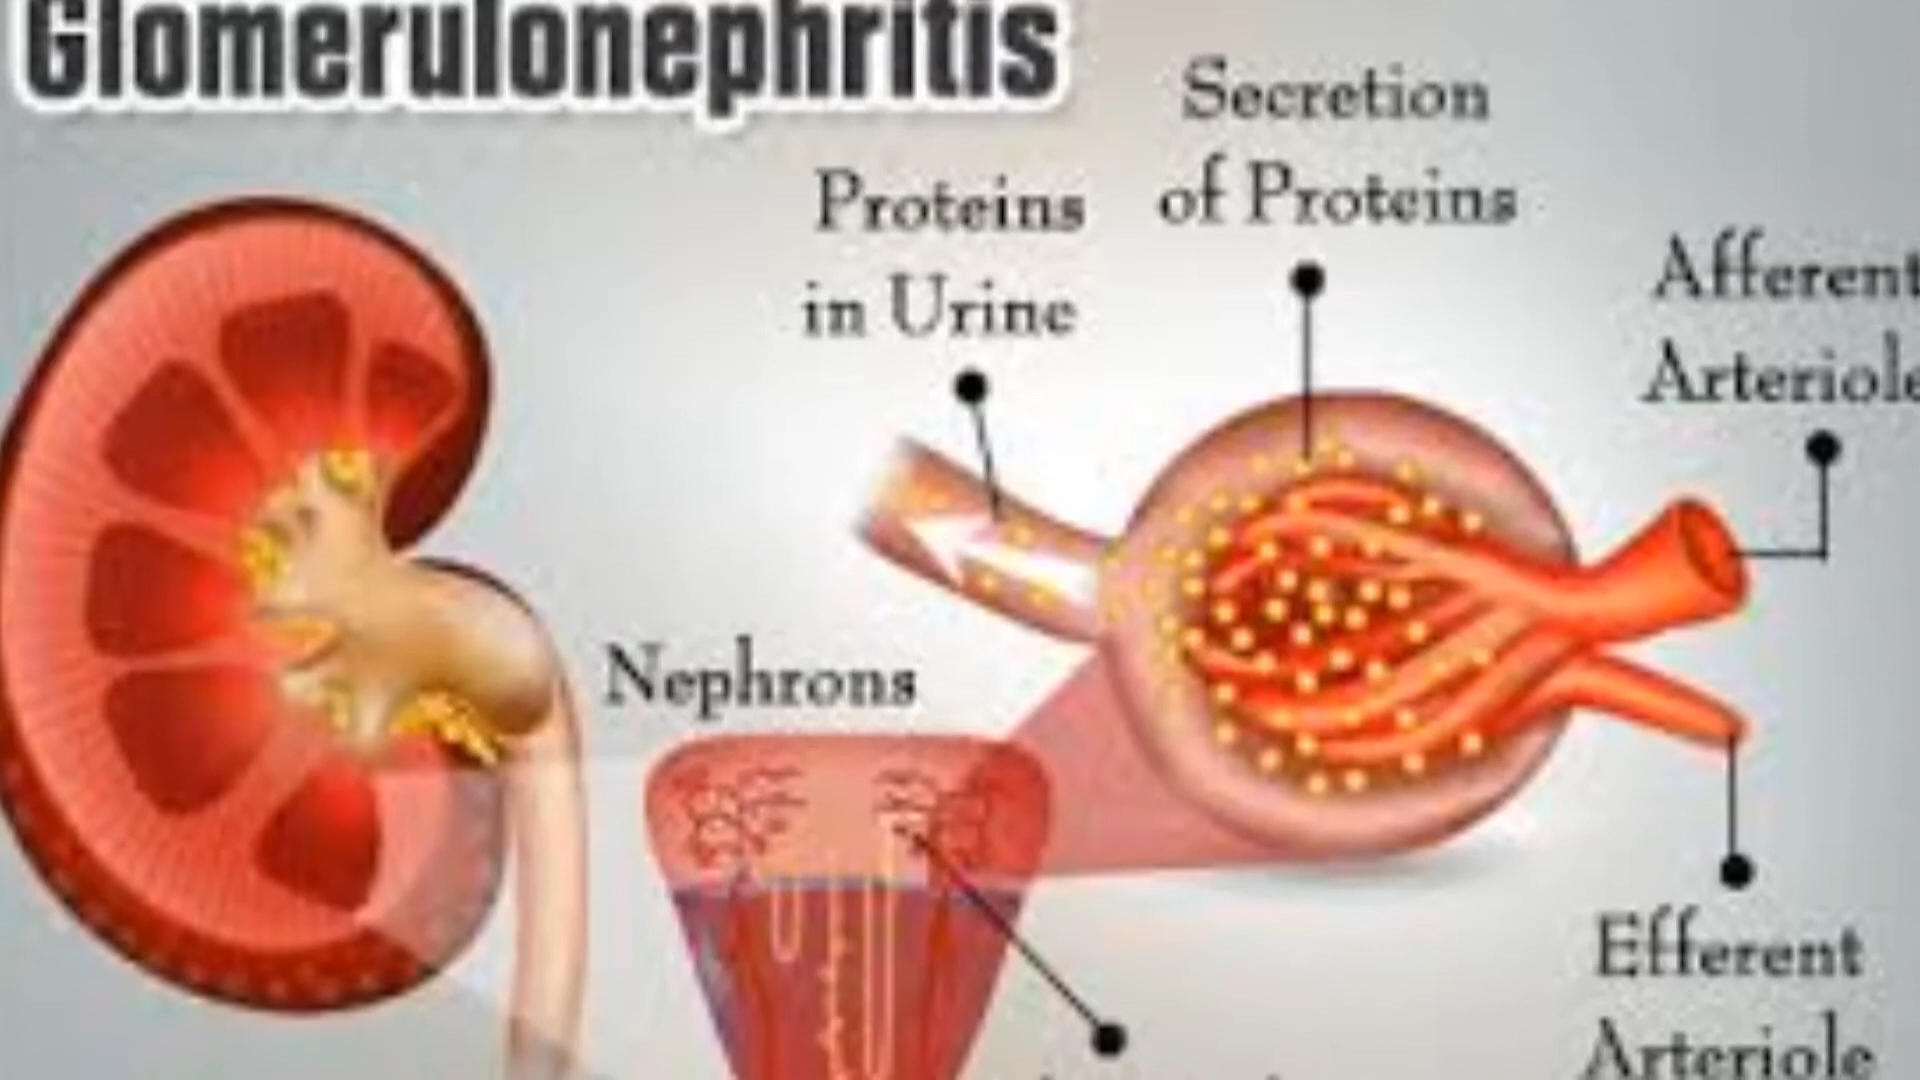 Glomerulonephritis
Secretion
of Proteins
Proteins
in Urine
Afferent
Arteriole
Nephrons
Efferent
Arteriole